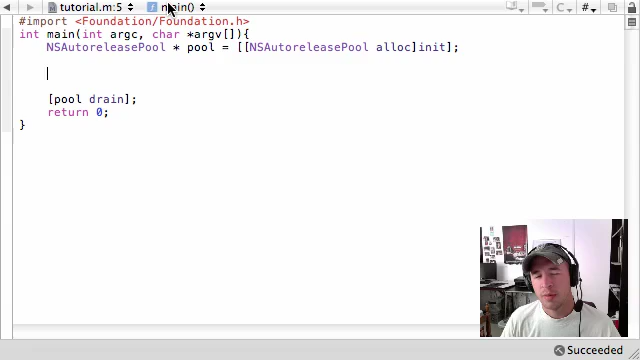 tutorial.m:5 main()
#import <Foundation/Foundation.h>
int main(int argc, char *argv[]){
NSAutoreleasePool * pool = [[NSAutoreleasePool alloc]init];
[pool drain];
return 0;
}
Succeeded